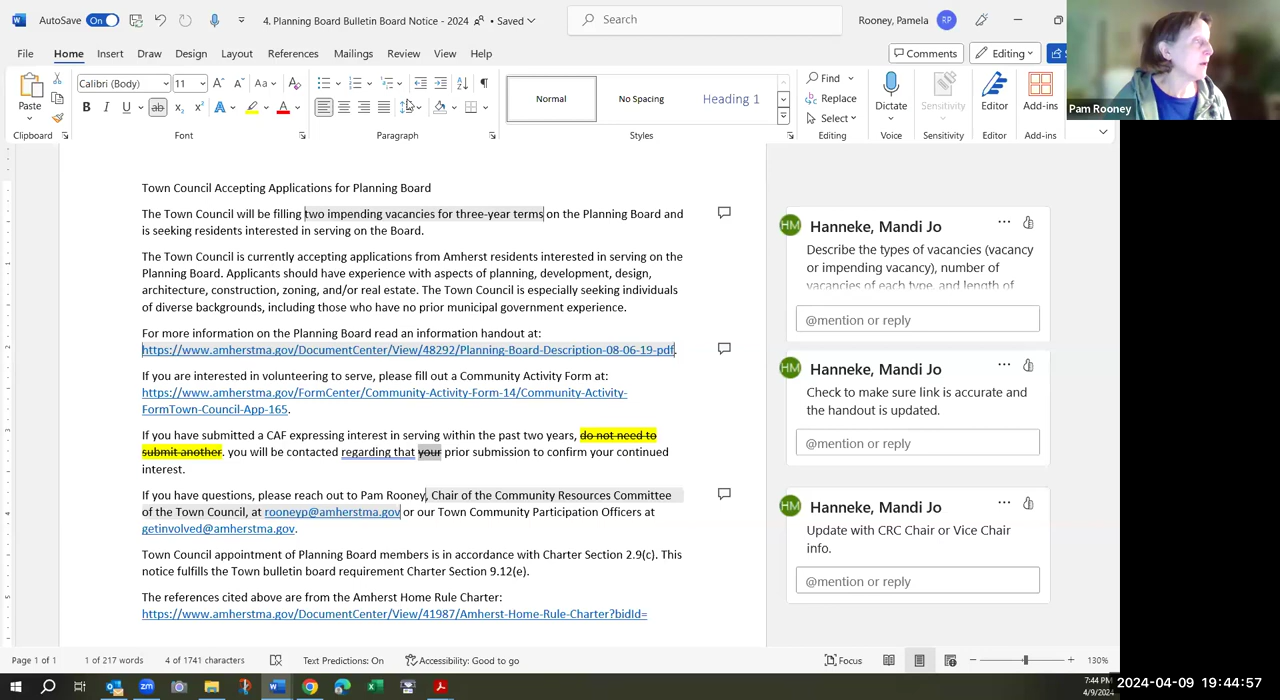 AutoSave On 4. Planning Board Bulletin Board Notice - 2024 • Saved Search Rooney, Pamela RP
File Home Insert Draw Design Layout References Mailings Review View Help Comments Editing
Calibri (Body) 11 Normal No Spacing Heading 1 Find
Paste Replace Dictate Sensitivity Editor Add-ins
Select
Clipboard Font Paragraph Styles Editing Voice Sensitivity Editor Add-ins
Pam Rooney
Town Council Accepting Applications for Planning Board
The Town Council will be filling two impending vacancies for three-year terms on the Planning Board and
is seeking residents interested in serving on the Board.
The Town Council is currently accepting applications from Amherst residents interested in serving on the
Planning Board. Applicants should have experience with aspects of planning, development, design,
architecture, construction, zoning, and/or real estate. The Town Council is especially seeking individuals
of diverse backgrounds, including those who have no prior municipal government experience.
For more information on the Planning Board read an information handout at:
https://www.amherstma.gov/DocumentCenter/View/48292/Planning-Board-Description-08-06-19-pdf.
If you are interested in volunteering to serve, please fill out a Community Activity Form at:
https://www.amherstma.gov/FormCenter/Community-Activity-Form-14/Community-Activity-
FormTown-Council-App-165.
If you have submitted a CAF expressing interest in serving within the past two years, do not need to
submit another. you will be contacted regarding that your prior submission to confirm your continued
interest.
If you have questions, please reach out to Pam Rooney, Chair of the Community Resources Committee
of the Town Council, at rooneyp@amherstma.gov or our Town Community Participation Officers at
getinvolved@amherstma.gov.
Town Council appointment of Planning Board members is in accordance with Charter Section 2.9(c). This
notice fulfills the Town bulletin board requirement Charter Section 9.12(e).
The references cited above are from the Amherst Home Rule Charter:
https://www.amherstma.gov/DocumentCenter/View/41987/Amherst-Home-Rule-Charter?bidId=
HM Hanneke, Mandi Jo
Describe the types of vacancies (vacancy
or impending vacancy), number of
vacancies of each type, and length of
@mention or reply
HM Hanneke, Mandi Jo
Check to make sure link is accurate and
the handout is updated.
@mention or reply
HM Hanneke, Mandi Jo
Update with CRC Chair or Vice Chair
info.
@mention or reply
Page 1 of 1 1 of 217 words 4 of 1741 characters Text Predictions: On Accessibility: Good to go Focus 130%
7:44 PM
4/9/2024
2024-04-09 19:44:57